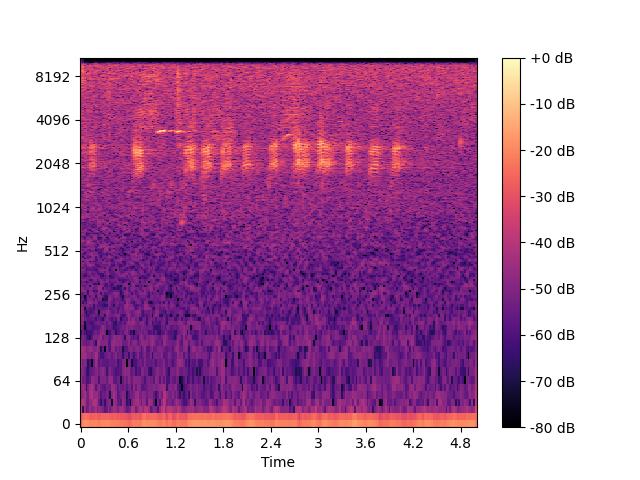 8192
4096
2048
1024
512
256
128
64
0
Hz
0 0.6 1.2 1.8 2.4 3 3.6 4.2 4.8
Time
+0 dB
-10 dB
-20 dB
-30 dB
-40 dB
-50 dB
-60 dB
-70 dB
-80 dB